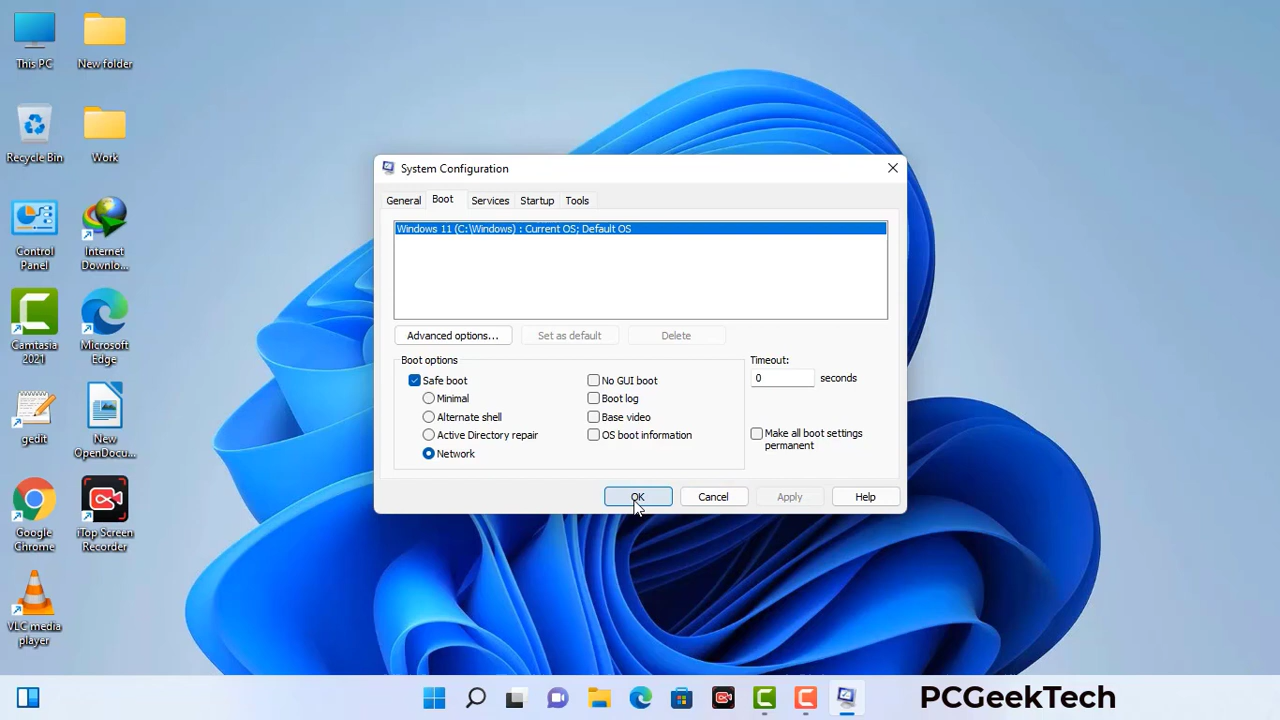 This PC
New folder
Recycle Bin
Work
Control
Panel
Internet
Downlo...
Camtasia
2021
Microsoft
Edge
gedit
New
OpenDocu...
Google
Chrome
iTop Screen
Recorder
VLC media
player
System Configuration
General Boot Services Startup Tools
Windows 11 (C:\Windows) : Current OS; Default OS
Advanced options... Set as default Delete
Boot options
Safe boot
Minimal
Alternate shell
Active Directory repair
Network
No GUI boot
Boot log
Base video
OS boot information
Timeout:
0 seconds
Make all boot settings
permanent
OK Cancel Apply Help
PCGeekTech